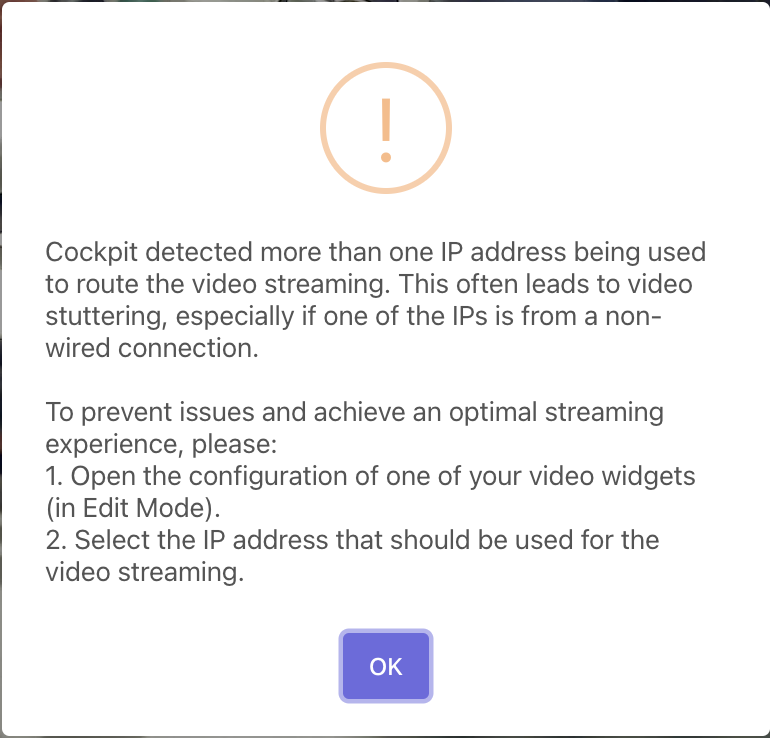 !
Cockpit detected more than one IP address being used
to route the video streaming. This often leads to video
stuttering, especially if one of the IPs is from a non-
wired connection.
To prevent issues and achieve an optimal streaming
experience, please:
1. Open the configuration of one of your video widgets
(in Edit Mode).
2. Select the IP address that should be used for the
video streaming.
OK